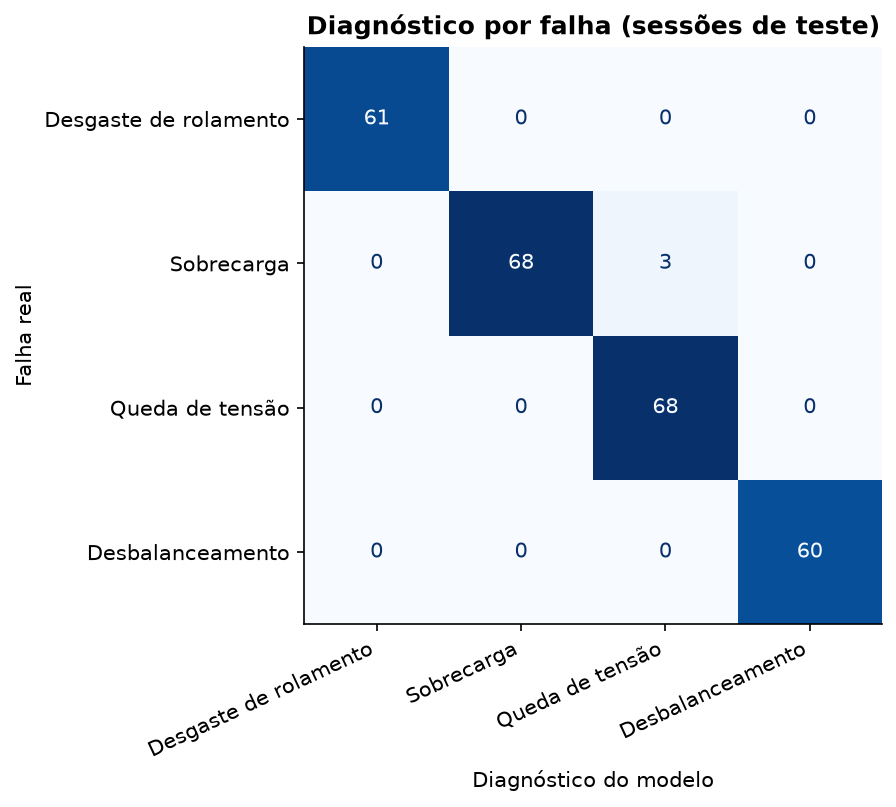 Diagnóstico por falha (sessões de teste)
Falha real
Desgaste de rolamento 61 0 0 0
Sobrecarga 0 68 3 0
Queda de tensão 0 0 68 0
Desbalanceamento 0 0 0 60
Desgaste de rolamento
Sobrecarga
Queda de tensão
Desbalanceamento
Diagnóstico do modelo